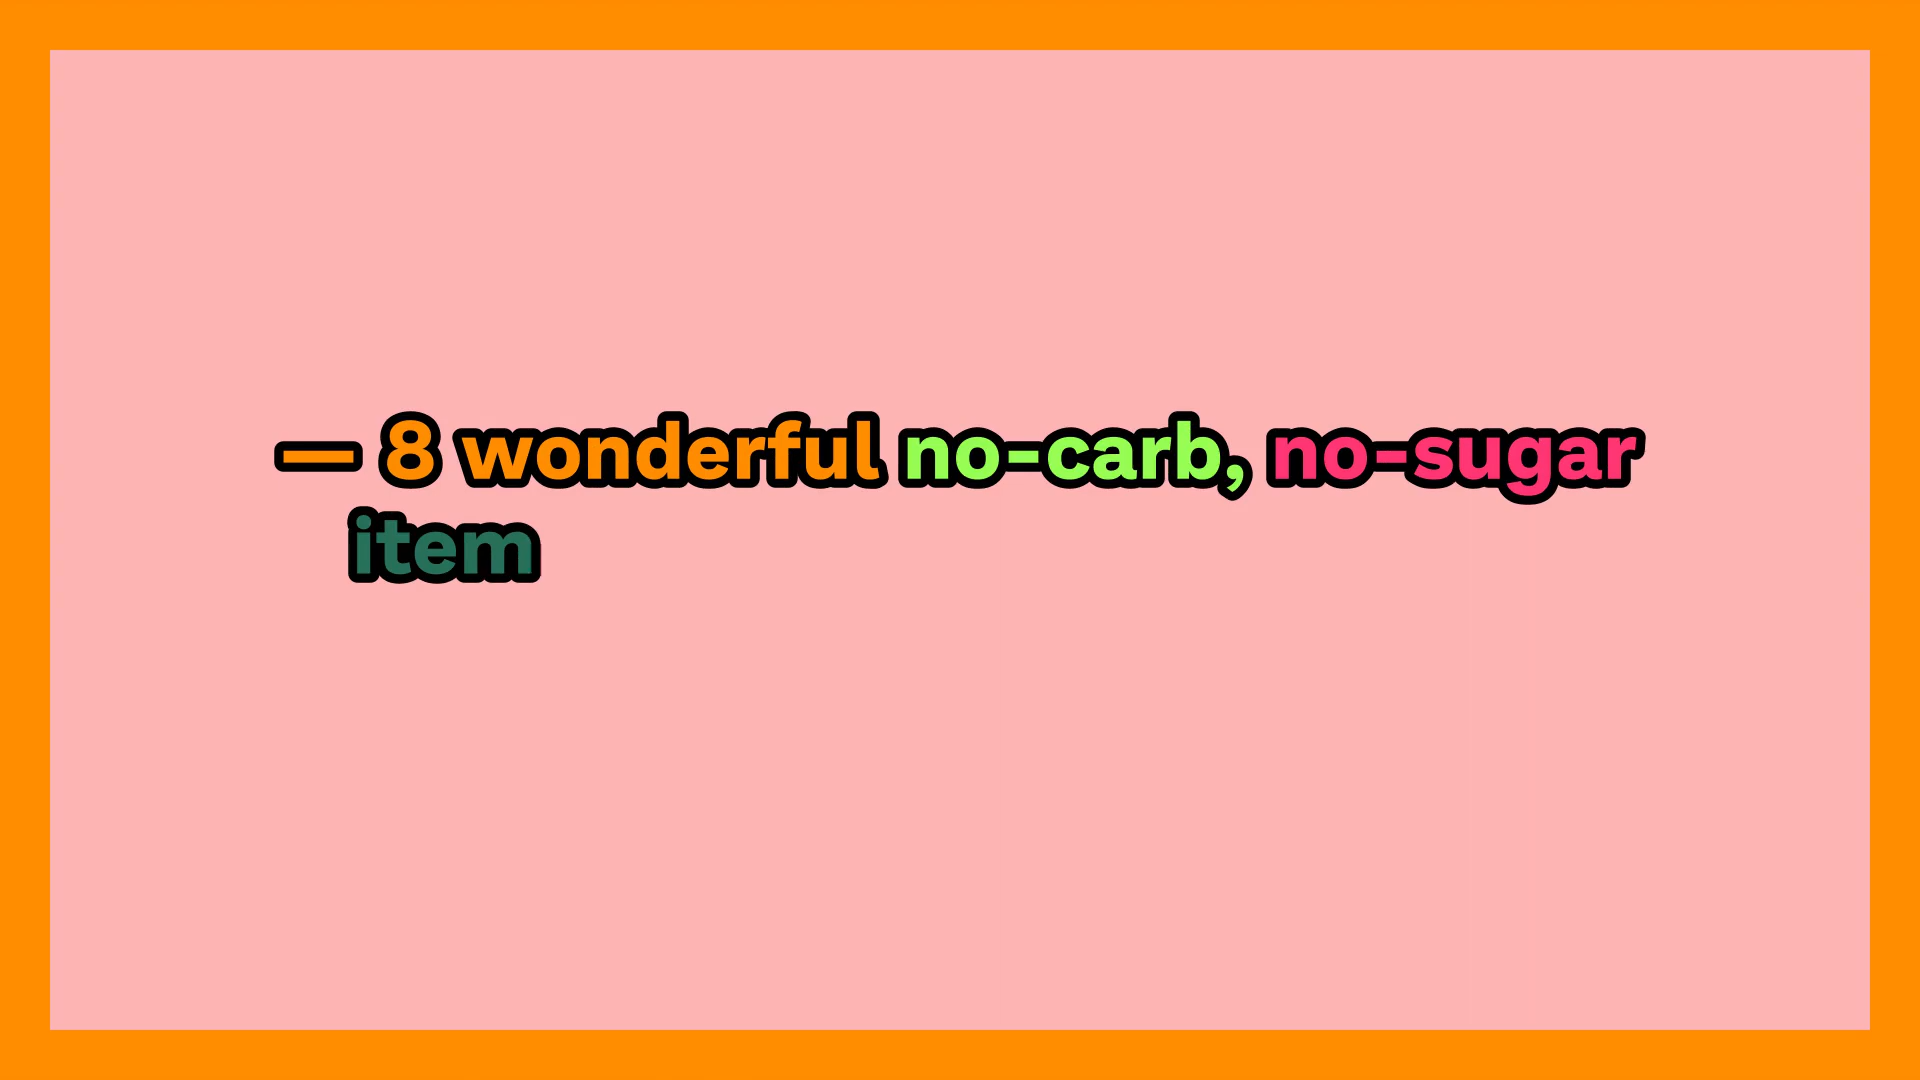 — 8 wonderful no-carb, no-sugar
item